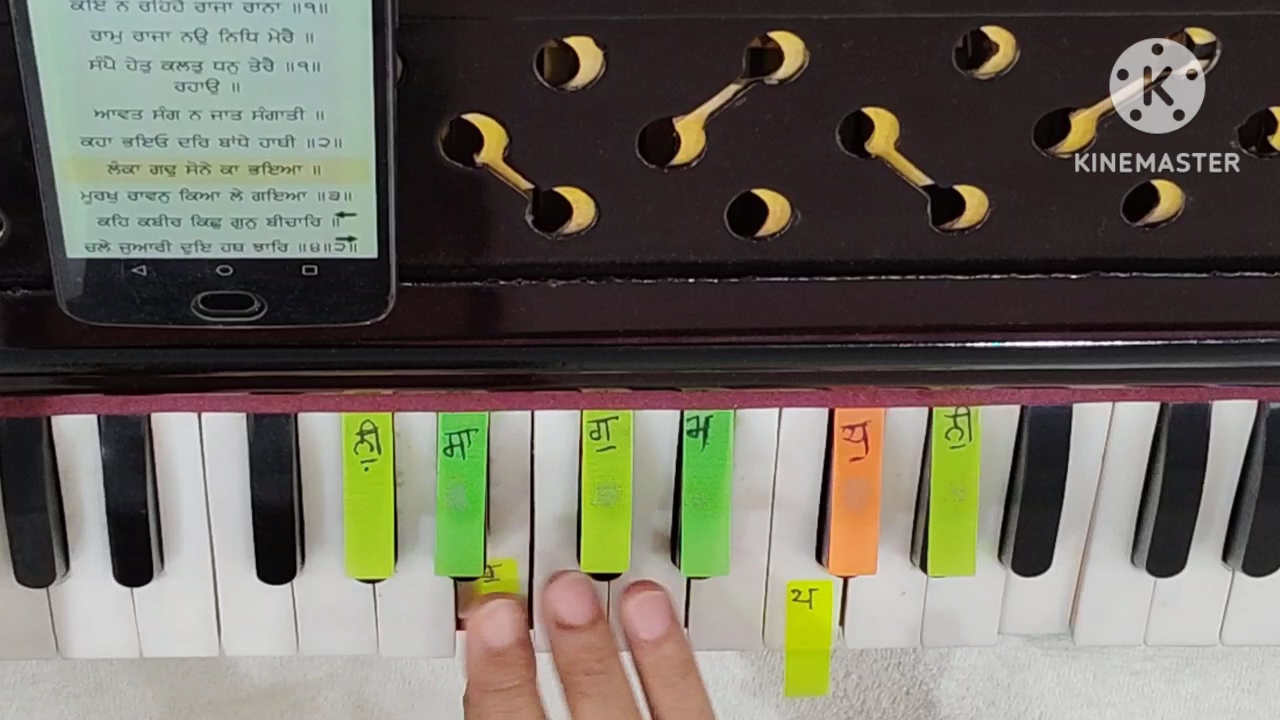 ਕੋਇ ਨ ਰਹਿਹੈ ਰਾਜਾ ਰਾਨਾ ॥੧॥
ਰਾਮੁ ਰਾਜਾ ਨਉ ਨਿਧਿ ਮੇਰੈ ॥
ਸੰਪੈ ਹੇਤੁ ਕਲਤੁ ਧਨੁ ਤੇਰੈ ॥੧॥
ਰਹਾਉ ॥
ਆਵਤ ਸੰਗ ਨ ਜਾਤ ਸੰਗਾਤੀ ॥
ਕਹਾ ਭਇਓ ਦਰਿ ਬਾਂਧੇ ਹਾਥੀ ॥੨॥
ਲੰਕਾ ਗਢੁ ਸੋਨੇ ਕਾ ਭਇਆ ॥
ਮੂਰਖੁ ਰਾਵਨੁ ਕਿਆ ਲੇ ਗਇਆ ॥੩॥
ਕਹਿ ਕਬੀਰ ਕਿਛੁ ਗੁਨੁ ਬੀਚਾਰਿ ॥
ਚਲੇ ਜੁਆਰੀ ਦੁਇ ਹਥ ਝਾਰਿ ॥੪॥੨॥
KINEMASTER
ਨੀ਼ ਸਾ ਗ॒ ਮ ਧ॒ ਨੀ॒
ਪ